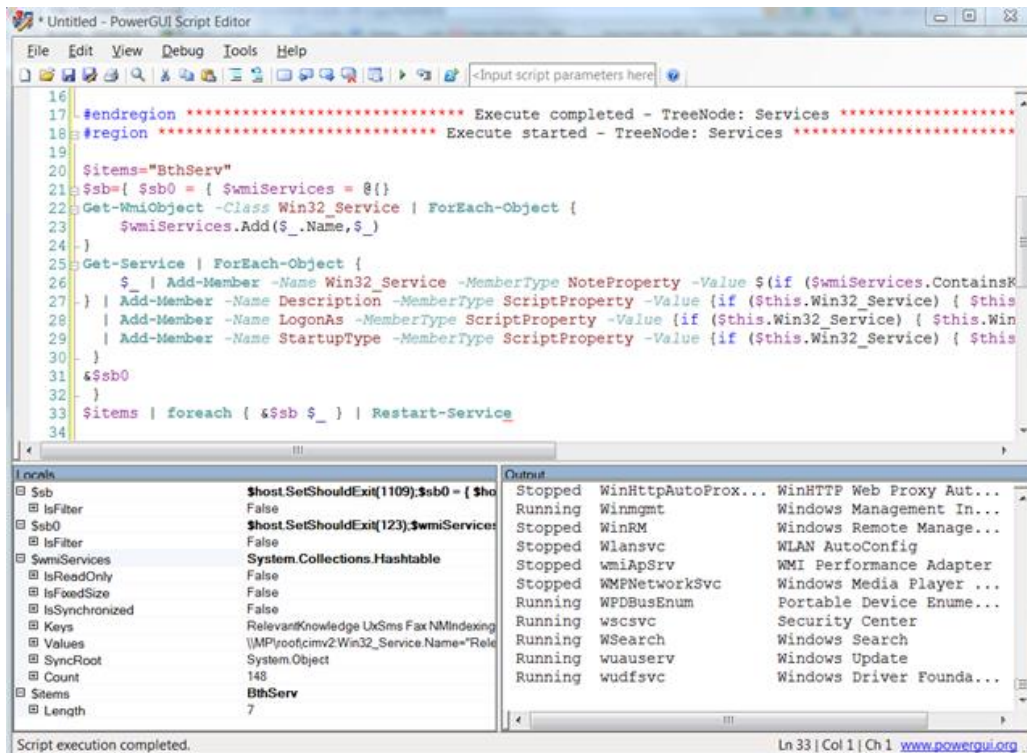 * Untitled - PowerGUI Script Editor
File Edit View Debug Tools Help
<Input script parameters here
16
17 #endregion ****************************** Execute completed - TreeNode: Services *******************
18 #region ****************************** Execute started - TreeNode: Services ************************
19
20 $items="BthServ"
21 $sb={ $sb0 = { $wmiServices = @{}
22 Get-WmiObject -Class Win32_Service | ForEach-Object {
23 $wmiServices.Add($_.Name,$_)
24 }
25 Get-Service | ForEach-Object {
26 $_ | Add-Member -Name Win32_Service -MemberType NoteProperty -Value $(if ($wmiServices.ContainsK
27 } | Add-Member -Name Description -MemberType ScriptProperty -Value {if ($this.Win32_Service) { $this
28 | Add-Member -Name LogonAs -MemberType ScriptProperty -Value {if ($this.Win32_Service) { $this.Win
29 | Add-Member -Name StartupType -MemberType ScriptProperty -Value {if ($this.Win32_Service) { $this
30 }
31 &$sb0
32 }
33 $items | foreach { &$sb $_ } | Restart-Service
34
Locals
$sb $host.SetShouldExit(1109);$sb0 = { $ho
IsFilter False
$sb0 $host.SetShouldExit(123);$wmiServices
IsFilter False
$wmiServices System.Collections.Hashtable
IsReadOnly False
IsFixedSize False
IsSynchronized False
Keys RelevantKnowledge UxSms Fax NMIndexing
Values \\MP\root\cimv2:Win32_Service.Name="Rele
SyncRoot System.Object
Count 148
$items BthServ
Length 7
Output
Stopped WinHttpAutoProx... WinHTTP Web Proxy Aut...
Running Winmgmt Windows Management In...
Stopped WinRM Windows Remote Manage...
Stopped Wlansvc WLAN AutoConfig
Stopped wmiApSrv WMI Performance Adapter
Stopped WMPNetworkSvc Windows Media Player ...
Running WPDBusEnum Portable Device Enume...
Running wscsvc Security Center
Running WSearch Windows Search
Running wuauserv Windows Update
Running wudfsvc Windows Driver Founda...
Script execution completed.
Ln 33 | Col 1 | Ch 1 www.powergui.org